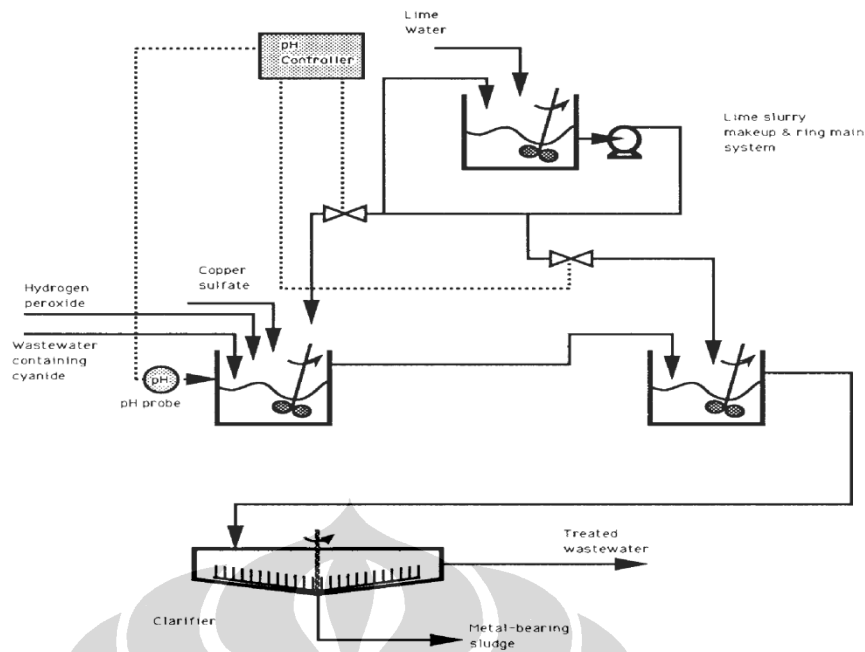 Lime
Water
pH
Controller
Lime slurry
makeup & ring main
system
Copper
sulfate
Hydrogen
peroxide
Wastewater
containing
cyanide
pH
pH probe
Treated
wastewater
Clarifier
Metal-bearing
sludge